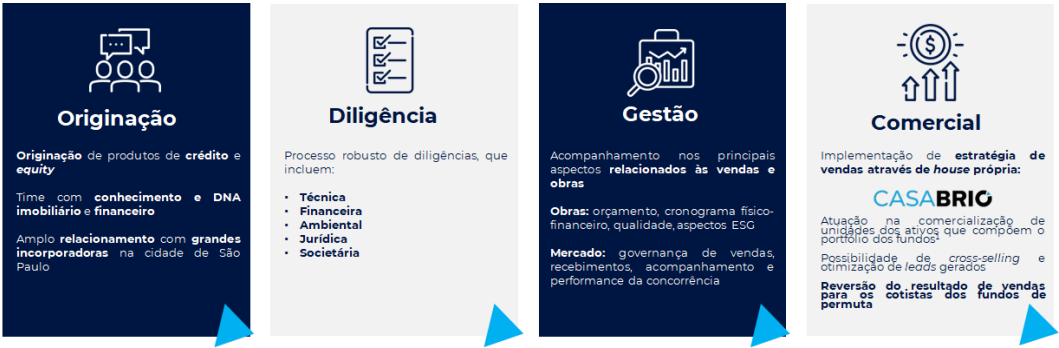 Originação
Originação de produtos de crédito e
equity
Time com conhecimento e DNA
imobiliário e financeiro
Amplo relacionamento com grandes
incorporadoras na cidade de São
Paulo
Diligência
Processo robusto de diligências, que
incluem:
• Técnica
• Financeira
• Ambiental
• Jurídica
• Societária
Gestão
Acompanhamento nos principais
aspectos relacionados às vendas e
obras
Obras: orçamento, cronograma físico-
financeiro, qualidade, aspectos ESG
Mercado: governança de vendas,
recebimentos, acompanhamento e
performance da concorrência
Comercial
Implementação de estratégia de
vendas através de house própria:
CASABRIO
Atuação na comercialização de
unidades dos ativos que compõem o
portfólio dos fundos¹
Possibilidade de cross-selling e
otimização de leads gerados
Reversão do resultado de vendas
para os cotistas dos fundos de
permuta